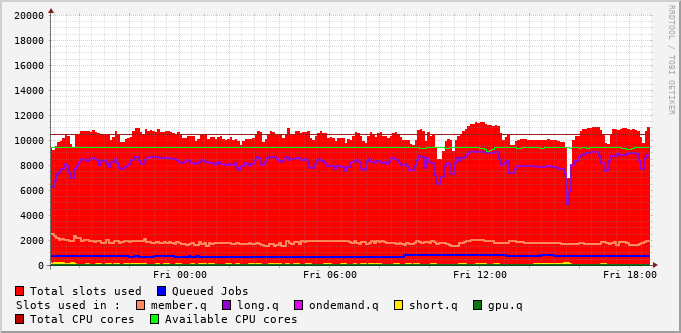 RRDTOOL / TOBI OETIKER
20000
18000
16000
14000
12000
10000
8000
6000
4000
2000
0
Fri 00:00 Fri 06:00 Fri 12:00 Fri 18:00
Total slots used Queued Jobs
Slots used in : member.q long.q ondemand.q short.q gpu.q
Total CPU cores Available CPU cores